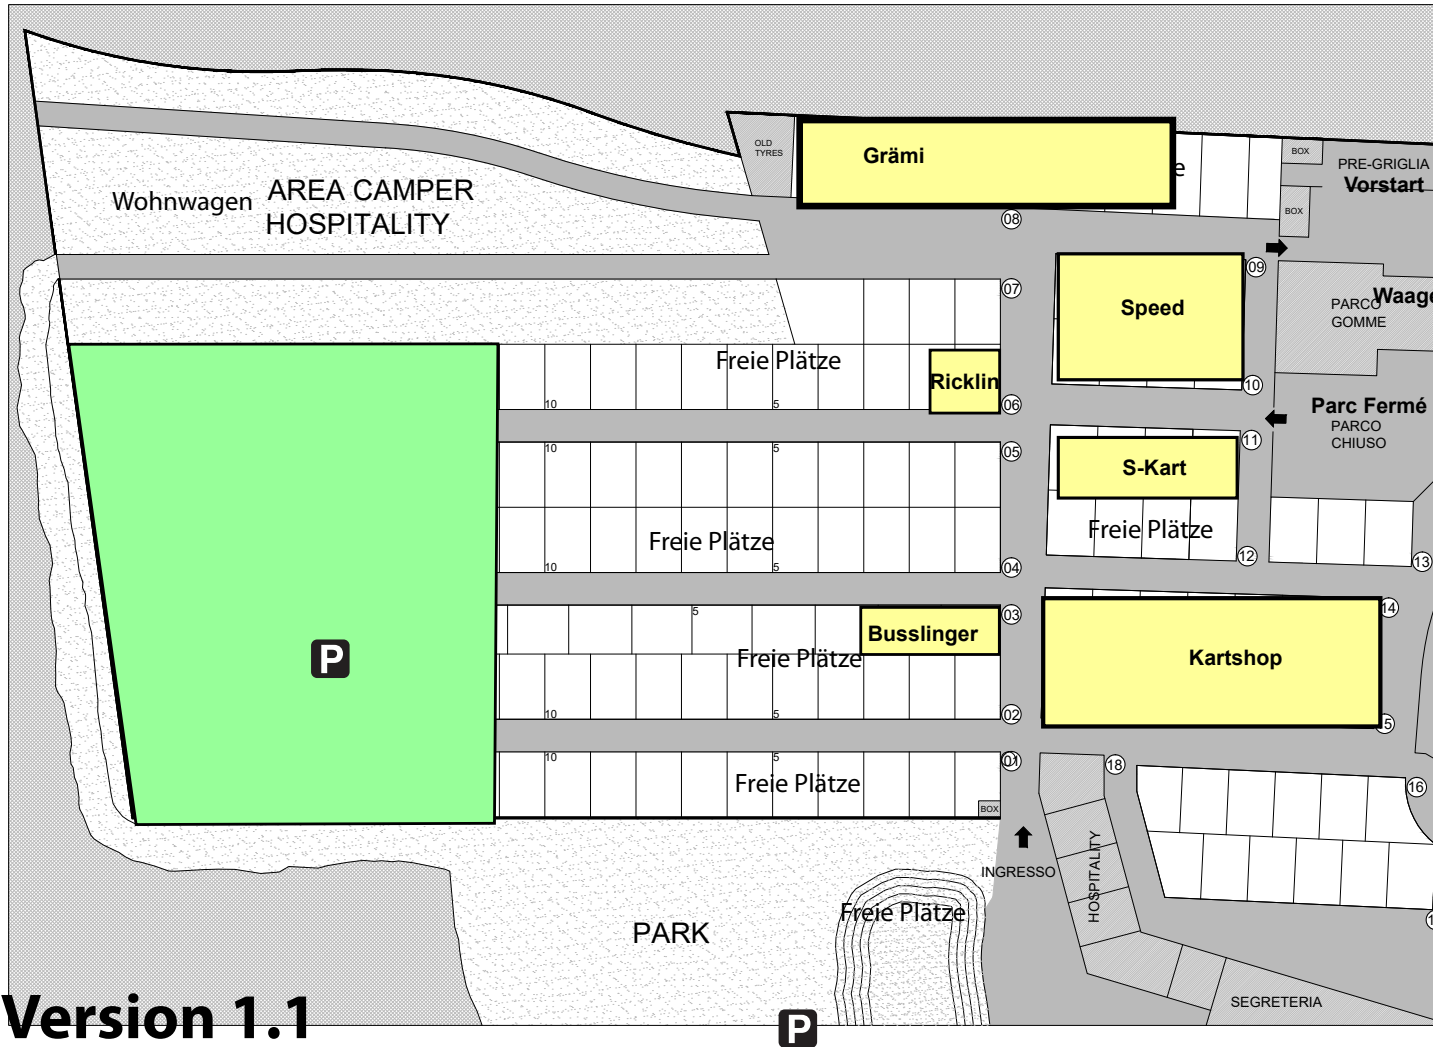 OLD
TYRES
Grämi
e
BOX
PRE-GRIGLIA
Vorstart
BOX
Wohnwagen
AREA CAMPER
HOSPITALITY
08
09
07
Speed
PARCO
GOMME
Waage
Freie Plätze
Ricklin
10
5
06
10
Parc Fermé
PARCO
CHIUSO
10
5
05
11
S-Kart
Freie Plätze
Freie Plätze
10
5
04
12
13
5
03
14
Busslinger
Freie Plätze
Kartshop
P
10
5
02
5
10
5
01
18
16
Freie Plätze
BOX
INGRESSO
HOSPITALITY
Freie Plätze
PARK
SEGRETERIA
Version 1.1
P